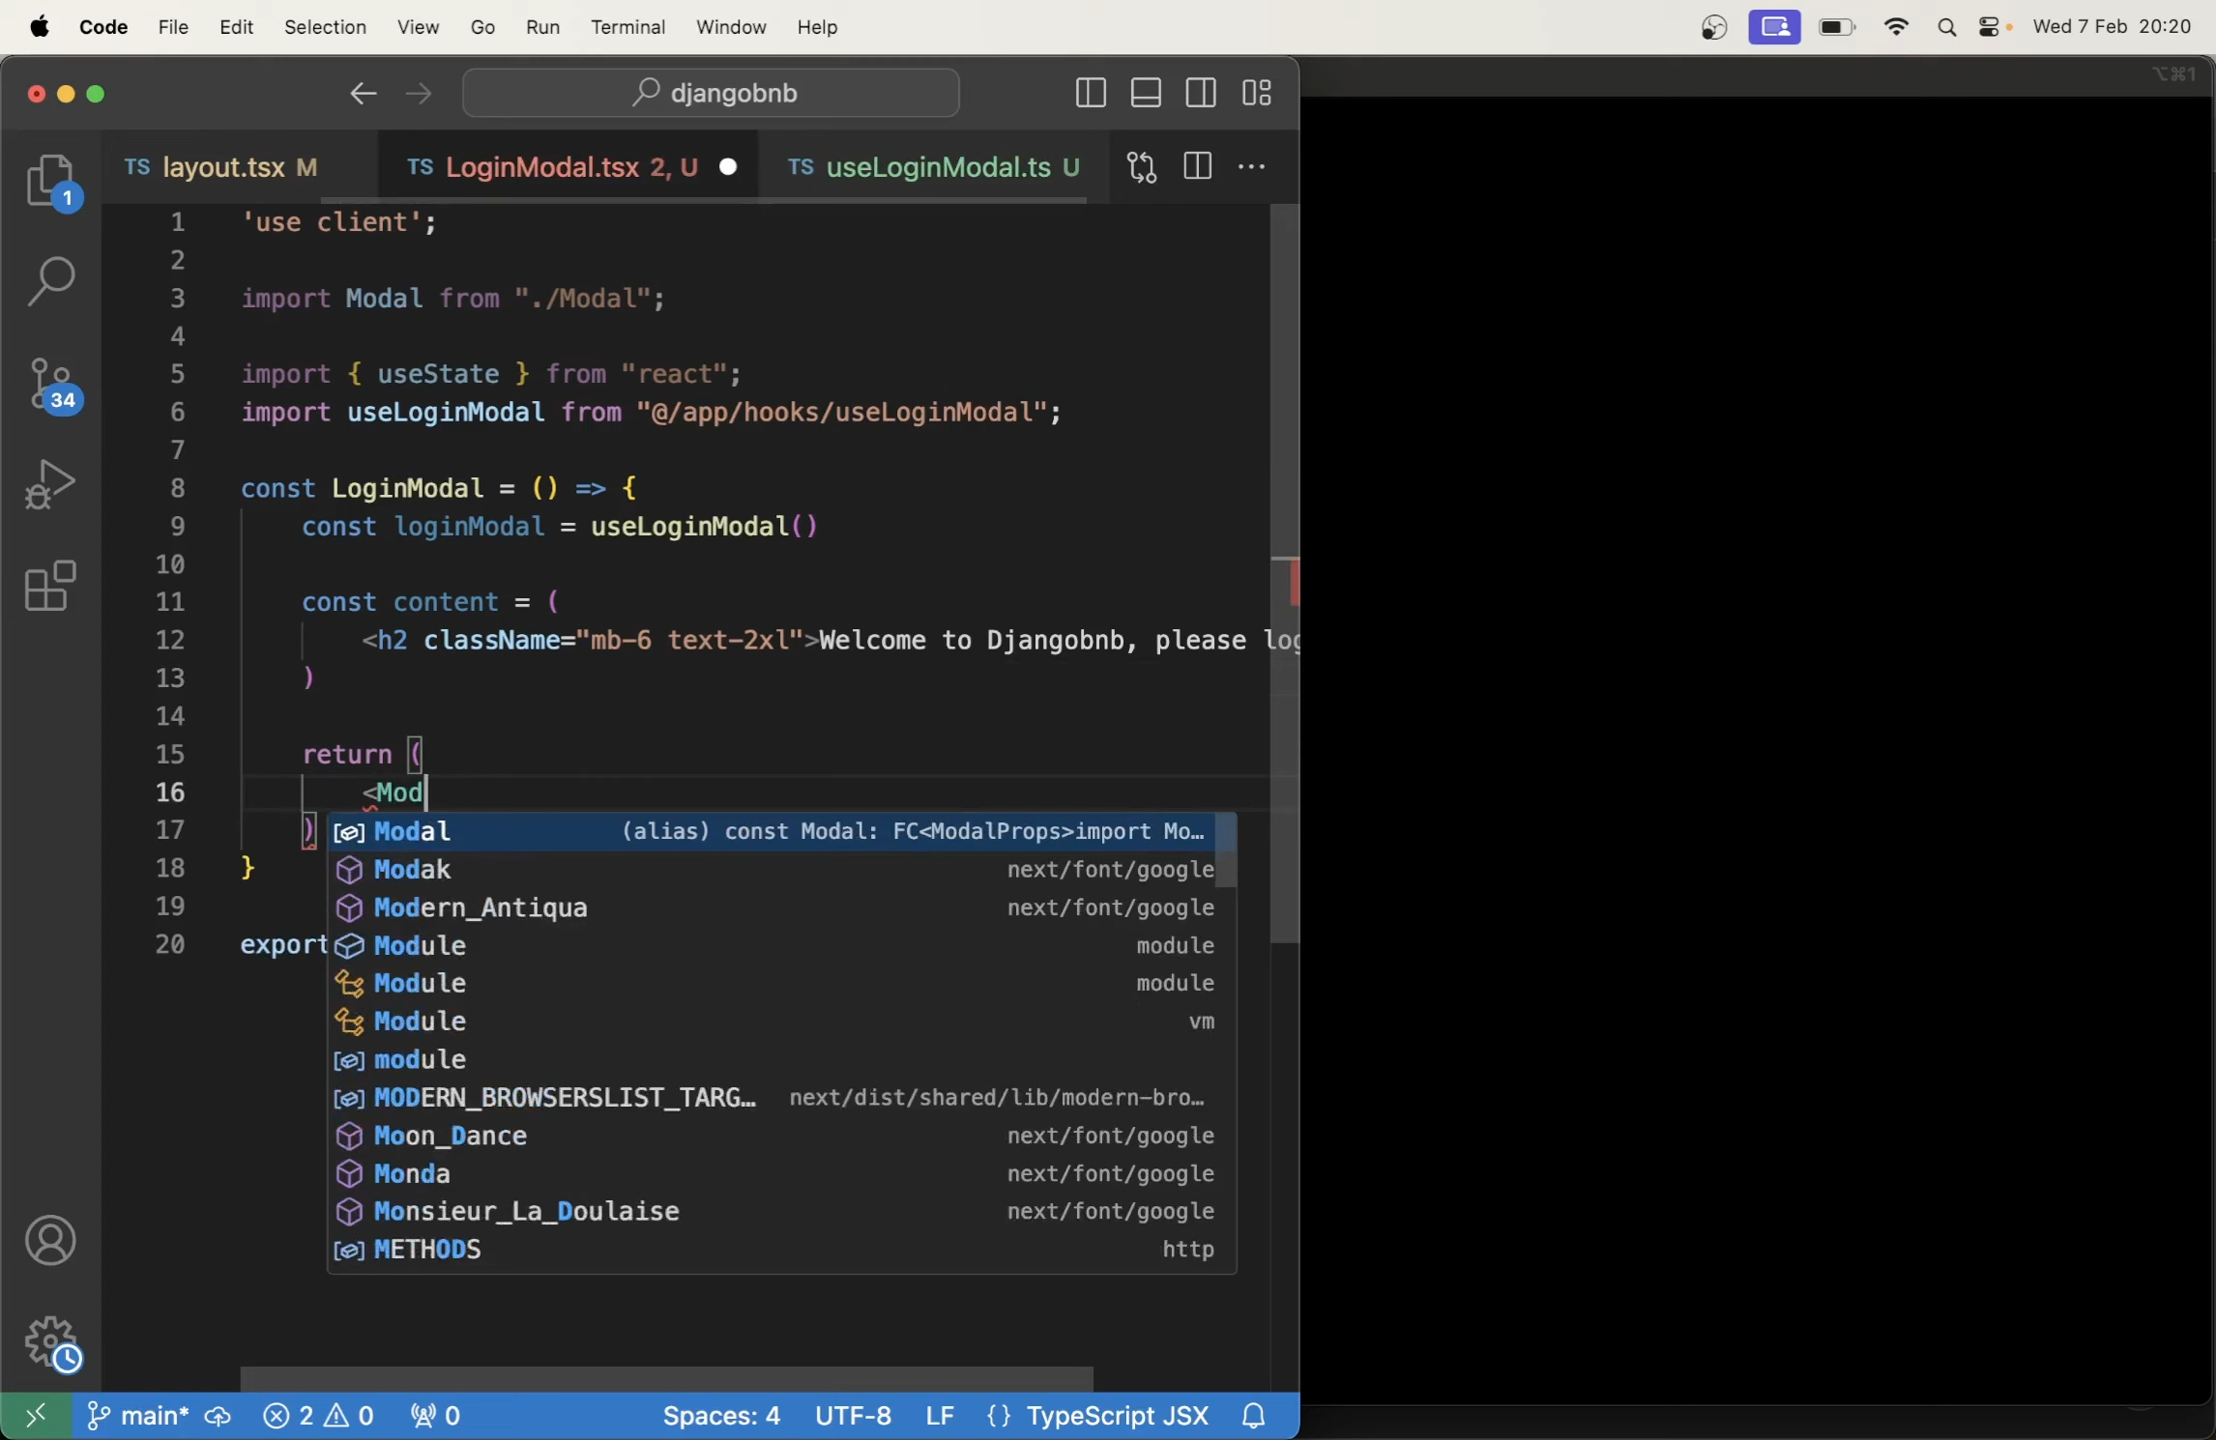 Code File Edit Selection View Go Run Terminal Window Help Wed 7 Feb 20:20
djangobnb
⌥⌘1
TS layout.tsx M TS LoginModal.tsx 2, U TS useLoginModal.ts U
1
34
1 'use client';
2
3 import Modal from "./Modal";
4
5 import { useState } from "react";
6 import useLoginModal from "@/app/hooks/useLoginModal";
7
8 const LoginModal = () => {
9 const loginModal = useLoginModal()
10
11 const content = (
12 <h2 className="mb-6 text-2xl">Welcome to Djangobnb, please log
13 )
14
15 return (
16 <Mod
17 )
18 }
19
20 export
Modal (alias) const Modal: FC<ModalProps>import Mo…
Modak next/font/google
Modern_Antiqua next/font/google
Module module
Module module
Module vm
module
MODERN_BROWSERSLIST_TARG… next/dist/shared/lib/modern-bro…
Moon_Dance next/font/google
Monda next/font/google
Monsieur_La_Doulaise next/font/google
METHODS http
main* 2 0 0 Spaces: 4 UTF-8 LF {} TypeScript JSX